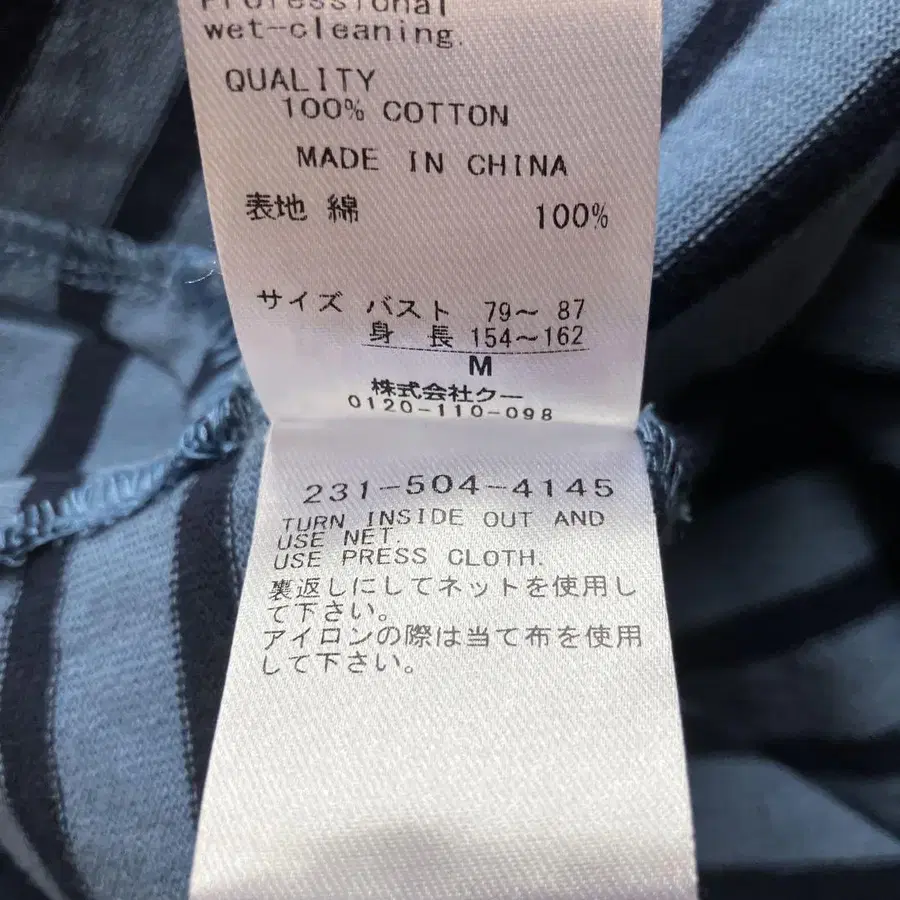 Professional
wet-cleaning.
QUALITY
100% COTTON
MADE IN CHINA
表地 綿 100%
サイズ バスト 79～ 87
身 長 154～162
M
株式会社クー
0120-110-098
231-504-4145
TURN INSIDE OUT AND
USE NET.
USE PRESS CLOTH.
裏返しにしてネットを使用し
て下さい。
アイロンの際は当て布を使用
して下さい。